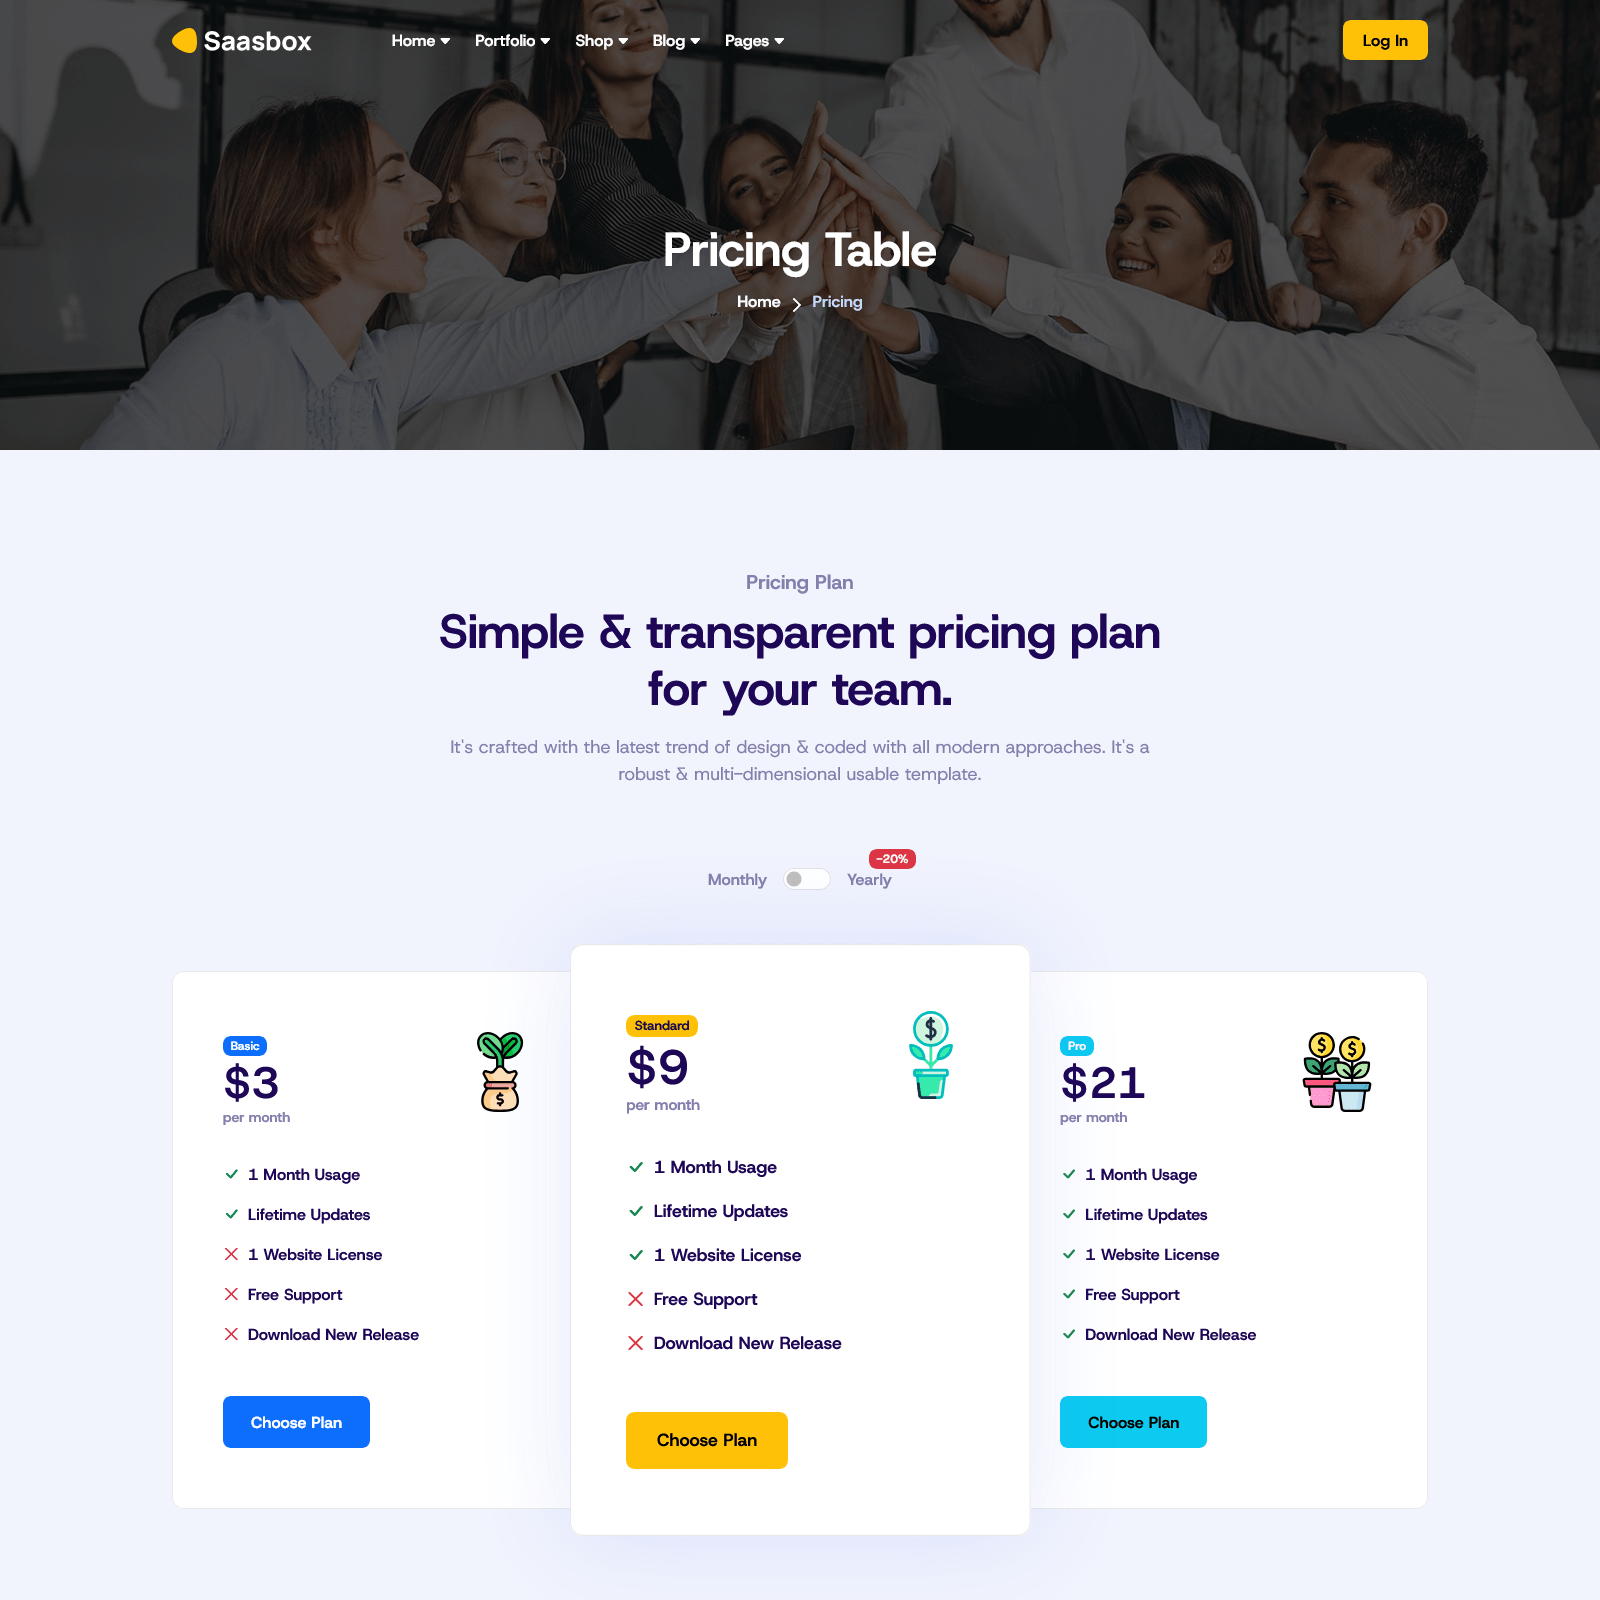 Saasbox
Home Portfolio Shop Blog Pages
Log In
Pricing Table
Home Pricing
Pricing Plan
Simple & transparent pricing plan
for your team.
It's crafted with the latest trend of design & coded with all modern approaches. It's a
robust & multi-dimensional usable template.
Monthly
Yearly
-20%
Basic
$3
per month
1 Month Usage
Lifetime Updates
1 Website License
Free Support
Download New Release
Choose Plan
Standard
$9
per month
$
1 Month Usage
Lifetime Updates
1 Website License
Free Support
Download New Release
Choose Plan
Pro
$21
per month
1 Month Usage
Lifetime Updates
1 Website License
Free Support
Download New Release
Choose Plan